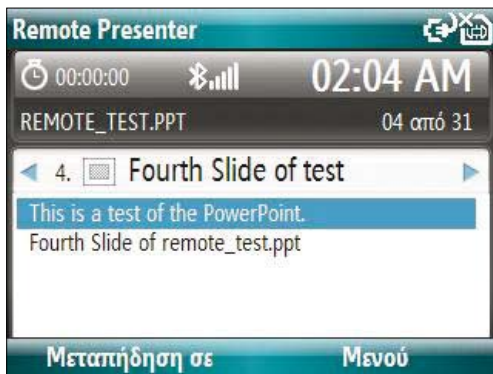 Remote Presenter
00:00:00 02:04 AM
REMOTE_TEST.PPT 04 από 31
4. Fourth Slide of test
This is a test of the PowerPoint.
Fourth Slide of remote_test.ppt
Μεταπήδηση σε Μενού